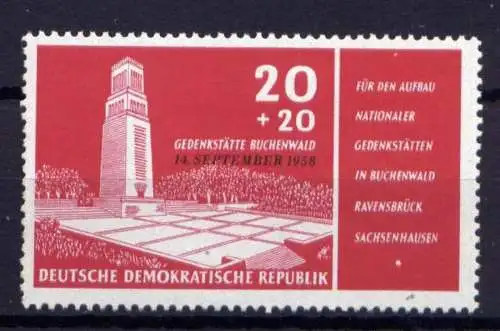 20
+ 20
GEDENKSTÄTTE BUCHENWALD
14. SEPTEMBER 1958
DEUTSCHE DEMOKRATISCHE REPUBLIK
FÜR DEN AUFBAU
NATIONALER
GEDENKSTÄTTEN
IN BUCHENWALD
RAVENSBRÜCK
SACHSENHAUSEN